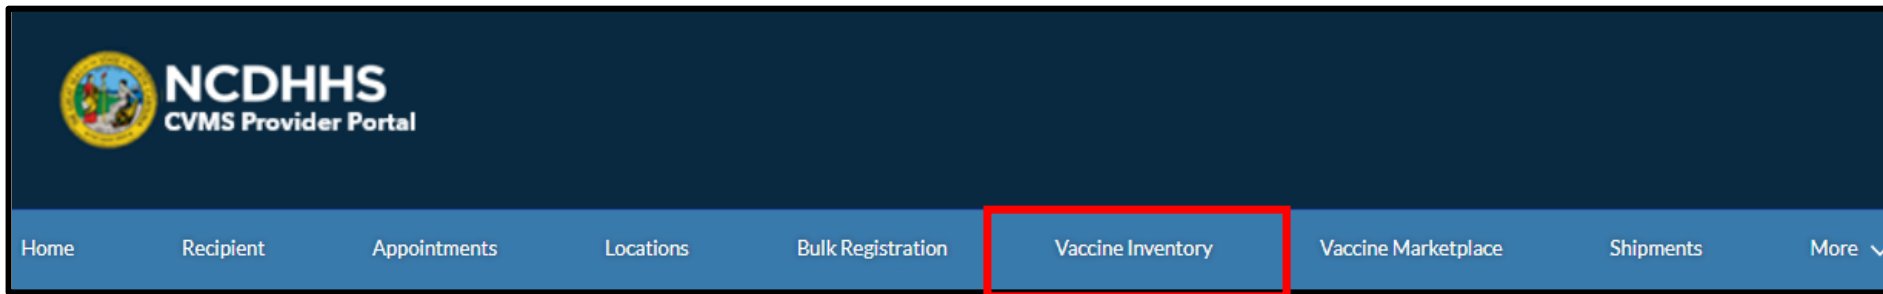 NCDHHS
CVMS Provider Portal
Home Recipient Appointments Locations Bulk Registration Vaccine Inventory Vaccine Marketplace Shipments More